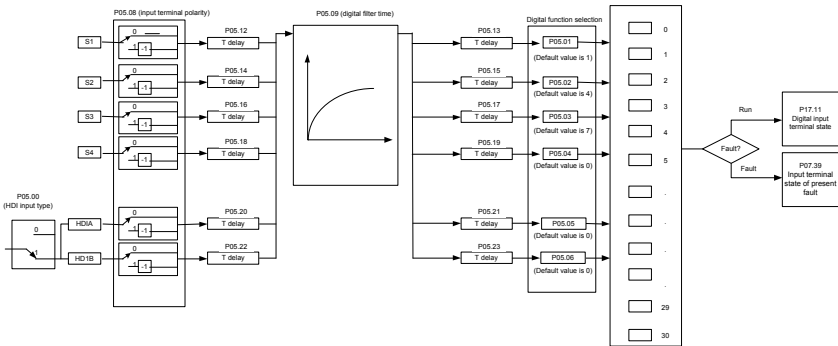 P05.08 (input terminal polarity)
P05.09 (digital filter time)
Digital function selection
S1
0
1
-1
P05.12
T delay
P05.13
T delay
P05.01
(Default value is 1)
S2
0
1
-1
P05.14
T delay
P05.15
T delay
P05.02
(Default value is 4)
S3
0
1
-1
P05.16
T delay
P05.17
T delay
P05.03
(Default value is 7)
S4
0
1
-1
P05.18
T delay
P05.19
T delay
P05.04
(Default value is 0)
P05.00
(HDI input type)
0
1
HDIA
0
1
-1
P05.20
T delay
P05.21
T delay
P05.05
(Default value is 0)
HD1B
0
1
-1
P05.22
T delay
P05.23
T delay
P05.06
(Default value is 0)
0
1
2
3
4
5
.
.
.
.
29
30
Fault?
Run
Fault
P17.11
Digital input
terminal state
P07.39
Input terminal
state of present
fault